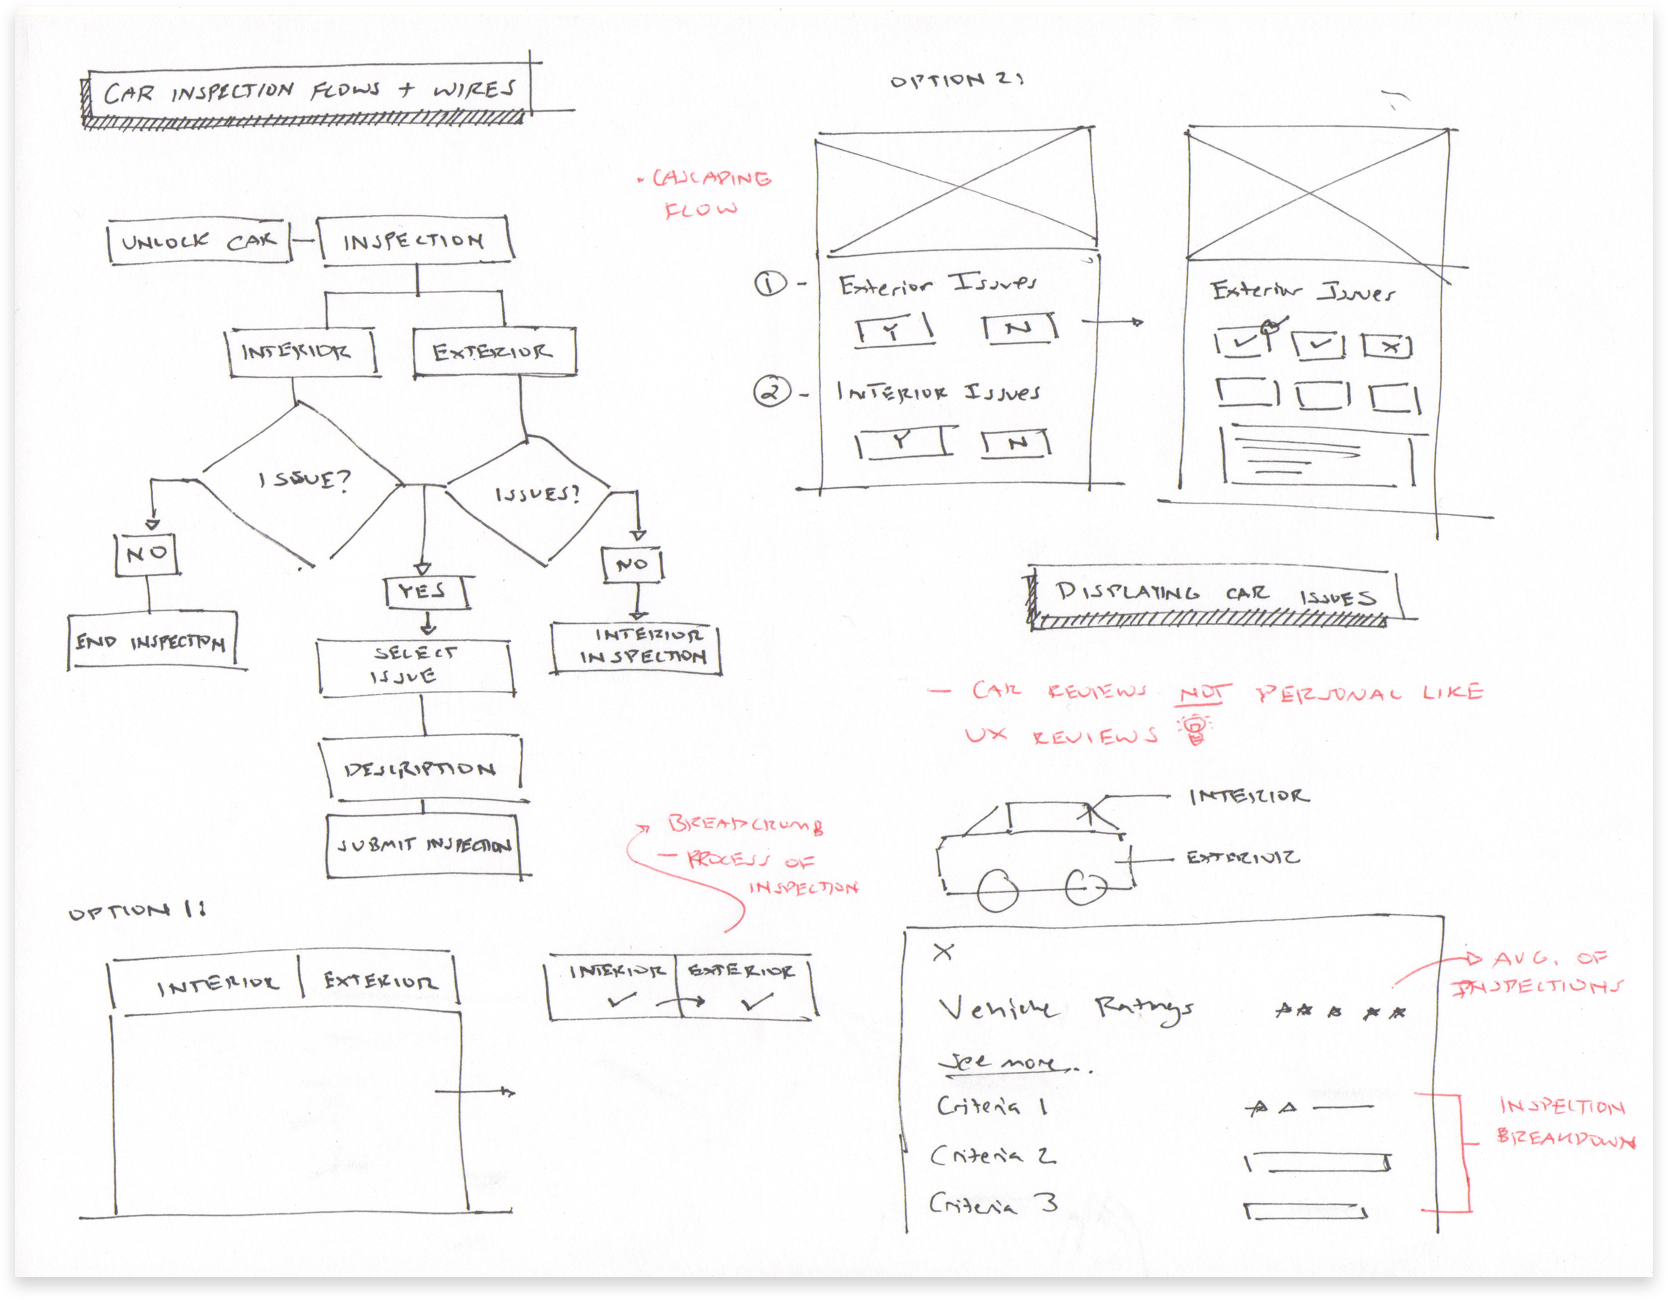 CAR INSPECTION FLOWS + WIRES
UNLOCK CAR
INSPECTION
INTERIOR
EXTERIOR
ISSUE?
ISSUES?
NO
YES
NO
END INSPECTION
SELECT
ISSUE
INTERIOR
INSPECTION
DESCRIPTION
SUBMIT INSPECTION
OPTION 1:
INTERIOR
EXTERIOR
BREADCRUMB
- PROCESS OF
INSPECTION
INTERIOR
EXTERIOR
OPTION 2:
• CASCADING
FLOW
1 -
Exterior Issues
Y
N
2 -
INTERIOR Issues
Y
N
Exterior Issues
DISPLAYING CAR ISSUES
- CAR REVIEWS NOT PERSONAL LIKE
UX REVIEWS
INTERIOR
EXTERIOR
X
Vehicle Ratings
AVG. OF
INSPECTIONS
See more...
Criteria 1
Criteria 2
Criteria 3
INSPECTION
BREAKDOWN